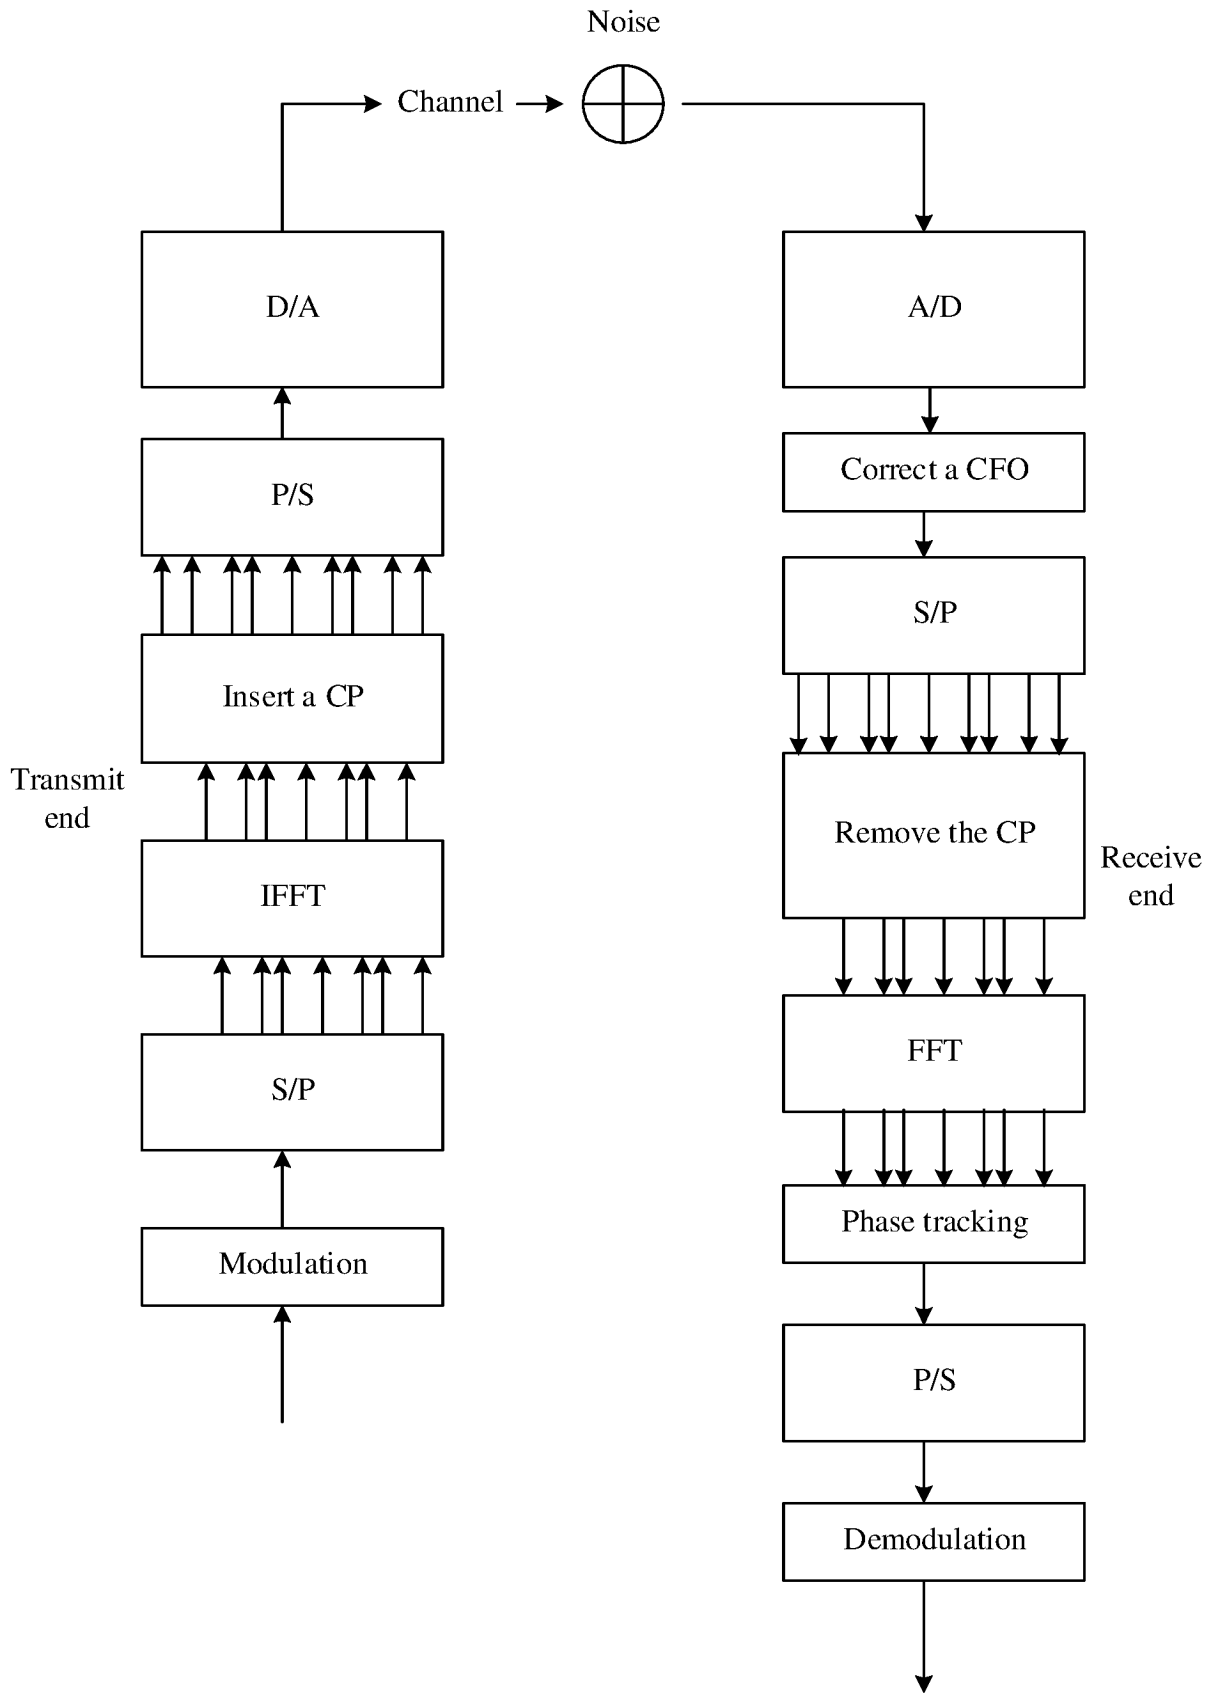 Noise
Channel
D/A
P/S
Insert a CP
Transmit
end
IFFT
S/P
Modulation
A/D
Correct a CFO
S/P
Remove the CP
Receive
end
FFT
Phase tracking
P/S
Demodulation